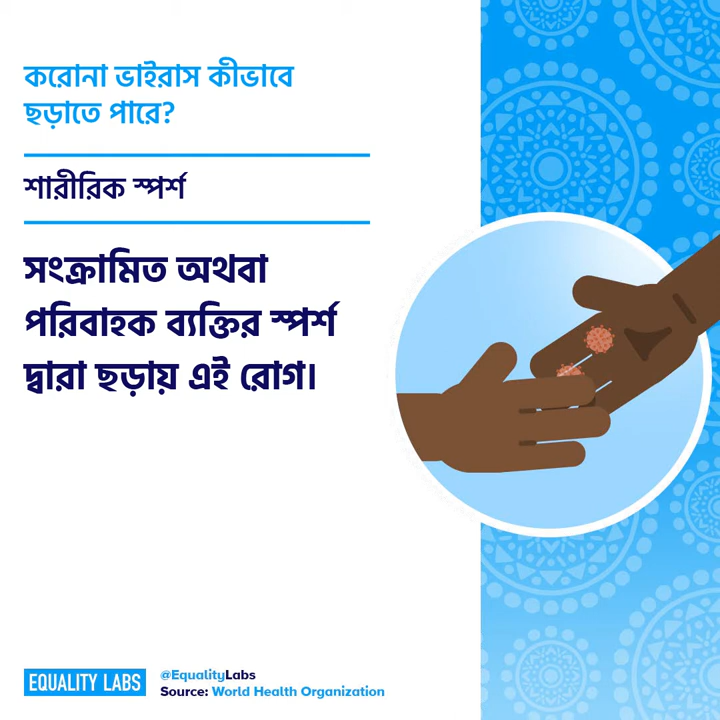 করোনা ভাইরাস কীভাবে
ছড়াতে পারে?
শারীরিক স্পর্শ
সংক্রামিত অথবা
পরিবাহক ব্যক্তির স্পর্শ
দ্বারা ছড়ায় এই রোগ।
EQUALITY LABS
@EqualityLabs
Source: World Health Organization